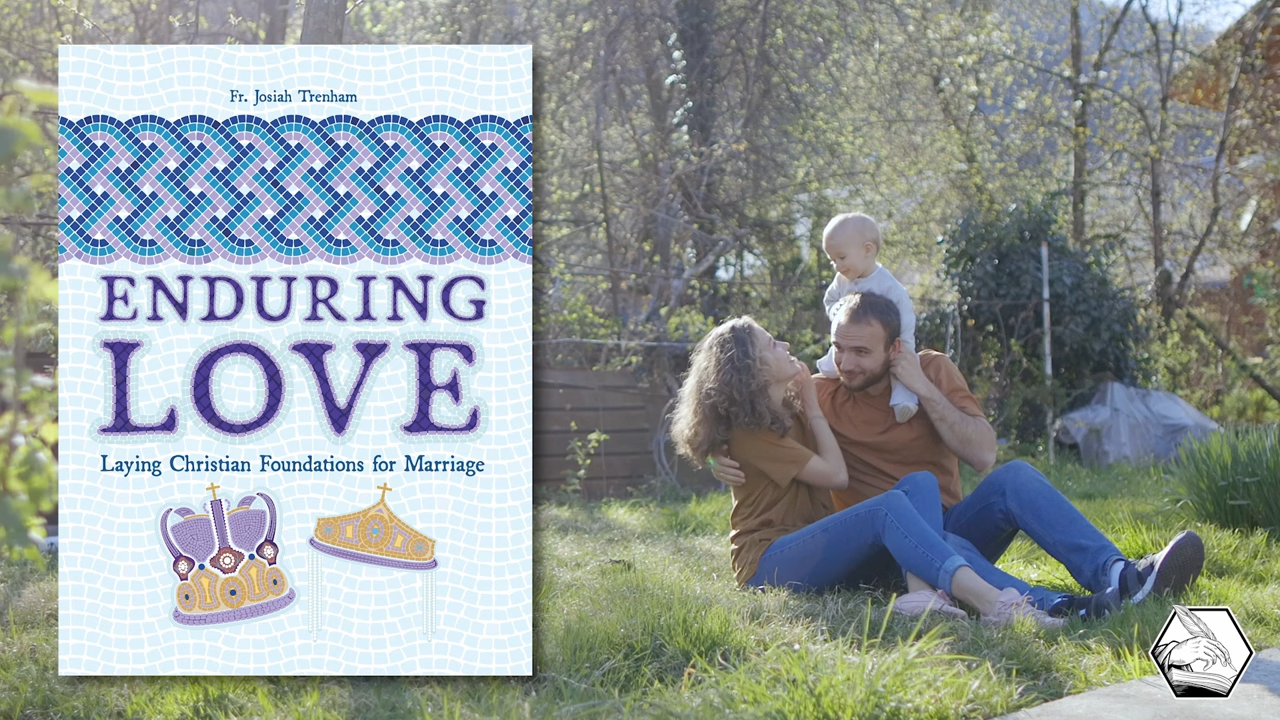 Fr. Josiah Trenham
ENDURING
LOVE
Laying Christian Foundations for Marriage